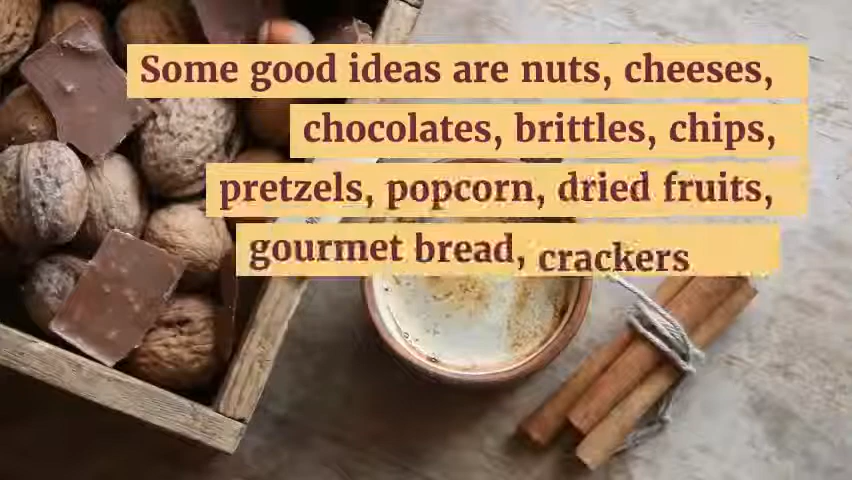 Some good ideas are nuts, cheeses,
chocolates, brittles, chips,
pretzels, popcorn, dried fruits,
gourmet bread, crackers